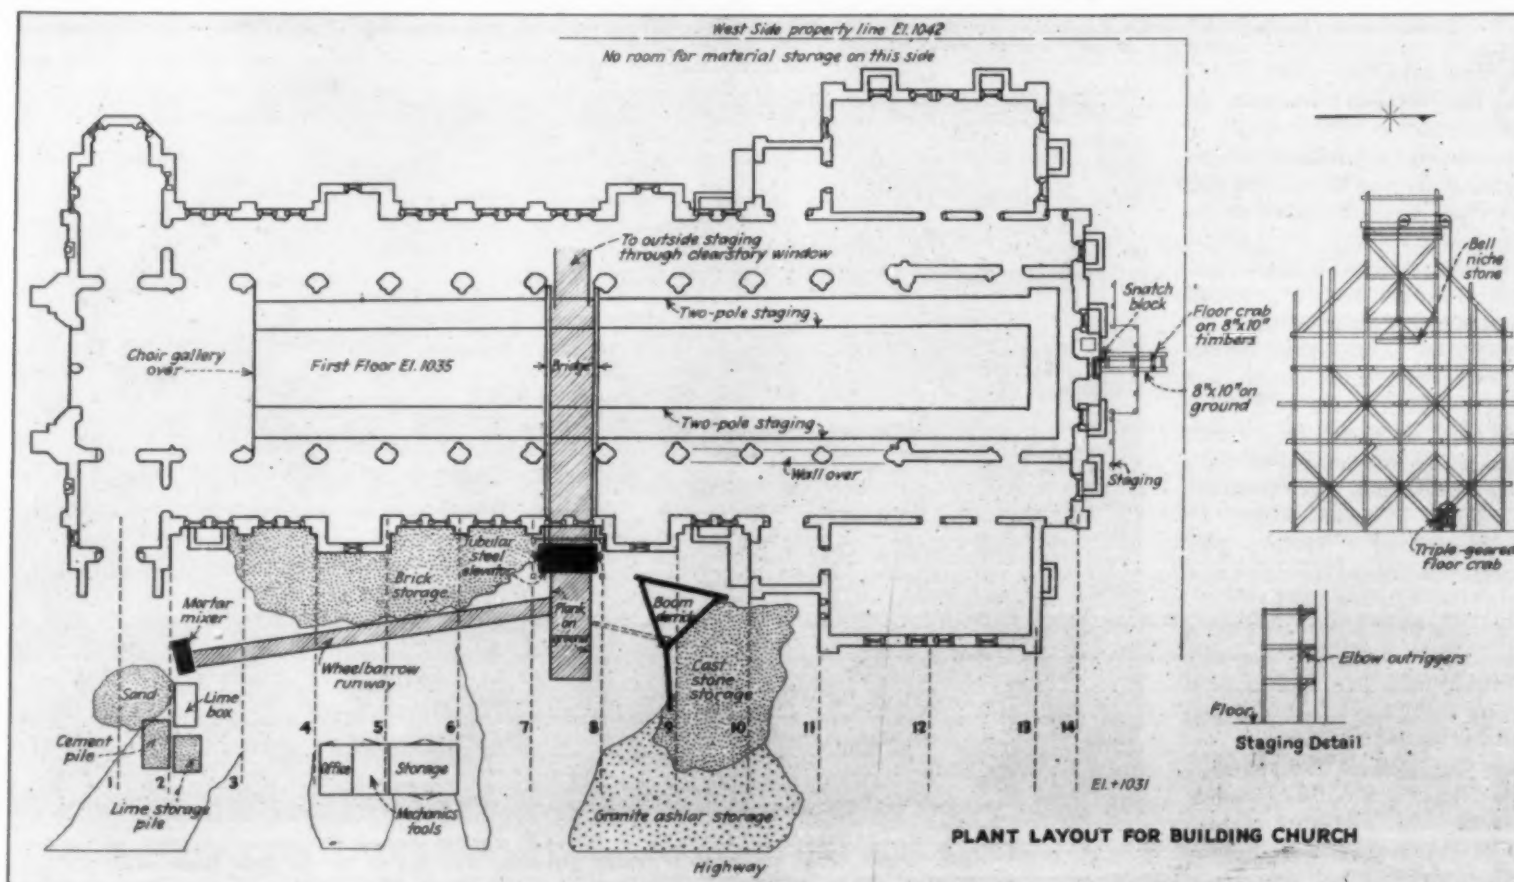 West Side property line El.1042
No room for material storage on this side
To outside staging
through clearstory window
Bell
niche
stone
Snatch
block
Floor crab
on 8"x10"
timbers
Two-pole staging
Choir gallery
over
First Floor El.1035
Bridge
8"x10" on
ground
Two-pole staging
Wall over
Staging
Triple-geared
floor crab
Tubular
steel
elevator
Brick
storage
Mortar
mixer
Plank
on
ground
Boom
derrick
Wheelbarrow
runway
Cast
stone
storage
Elbow outriggers
Sand
Lime
box
Floor
Cement
pile
Staging Detail
1 2 3 4 5 6 7 8 9 10 11 12 13 14
Office
Storage
El.+1031
Lime storage
pile
Mechanics
tools
Granite ashlar storage
PLANT LAYOUT FOR BUILDING CHURCH
Highway